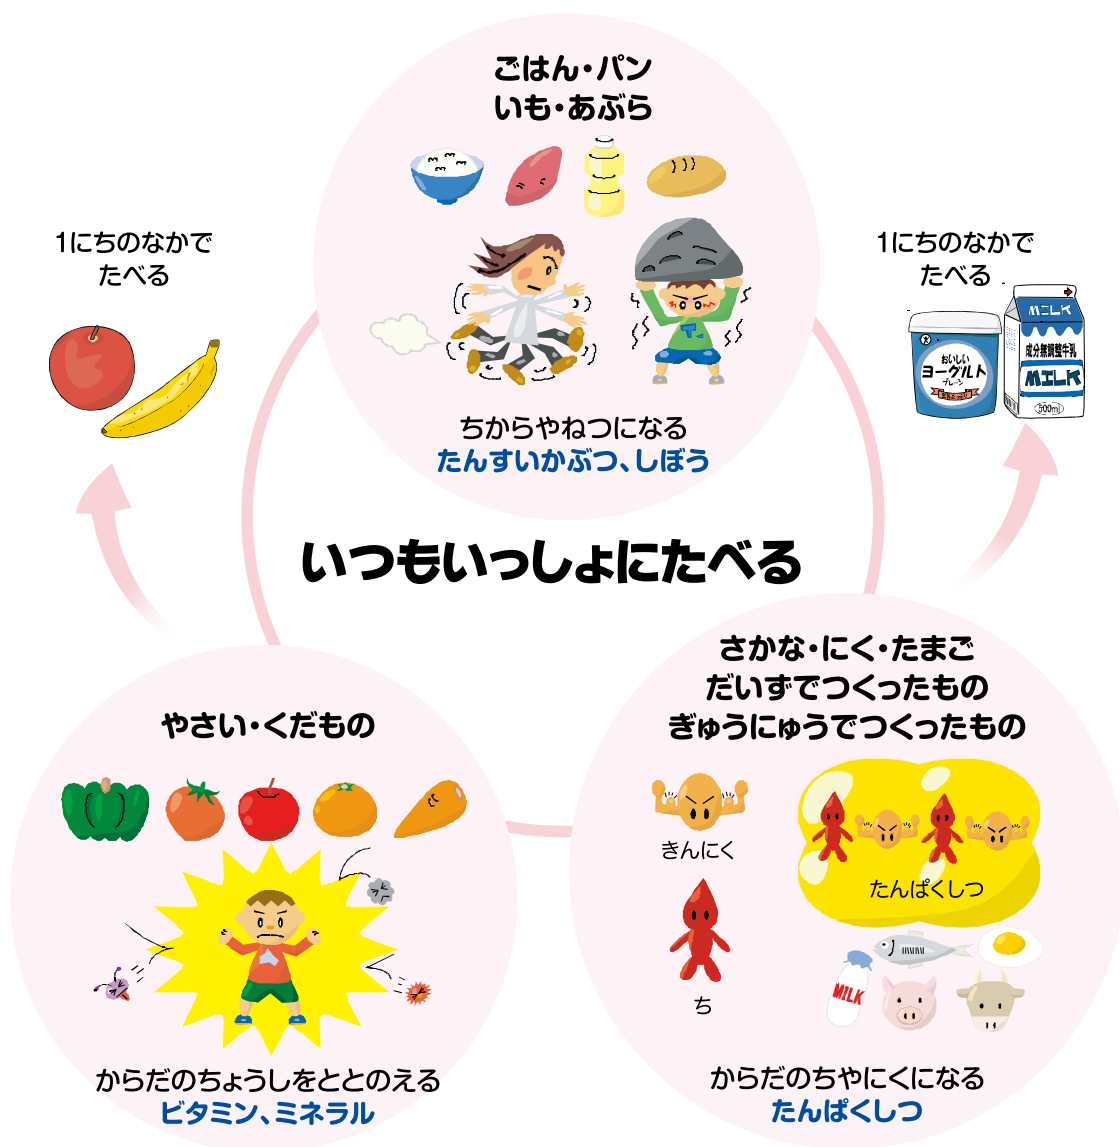 ごはん・パン
いも・あぶら
ちからやねつになる
たんすいかぶつ、しぼう
1にちのなかで
たべる
1にちのなかで
たべる
おいしい
ヨーグルト
プレーン
MILK
成分無調整牛乳
MILK
500ml
いつもいっしょにたべる
やさい・くだもの
からだのちょうしをととのえる
ビタミン、ミネラル
さかな・にく・たまご
だいずでつくったもの
ぎゅうにゅうでつくったもの
きんにく
たんぱくしつ
ち
MILK
からだのちやにくになる
たんぱくしつ